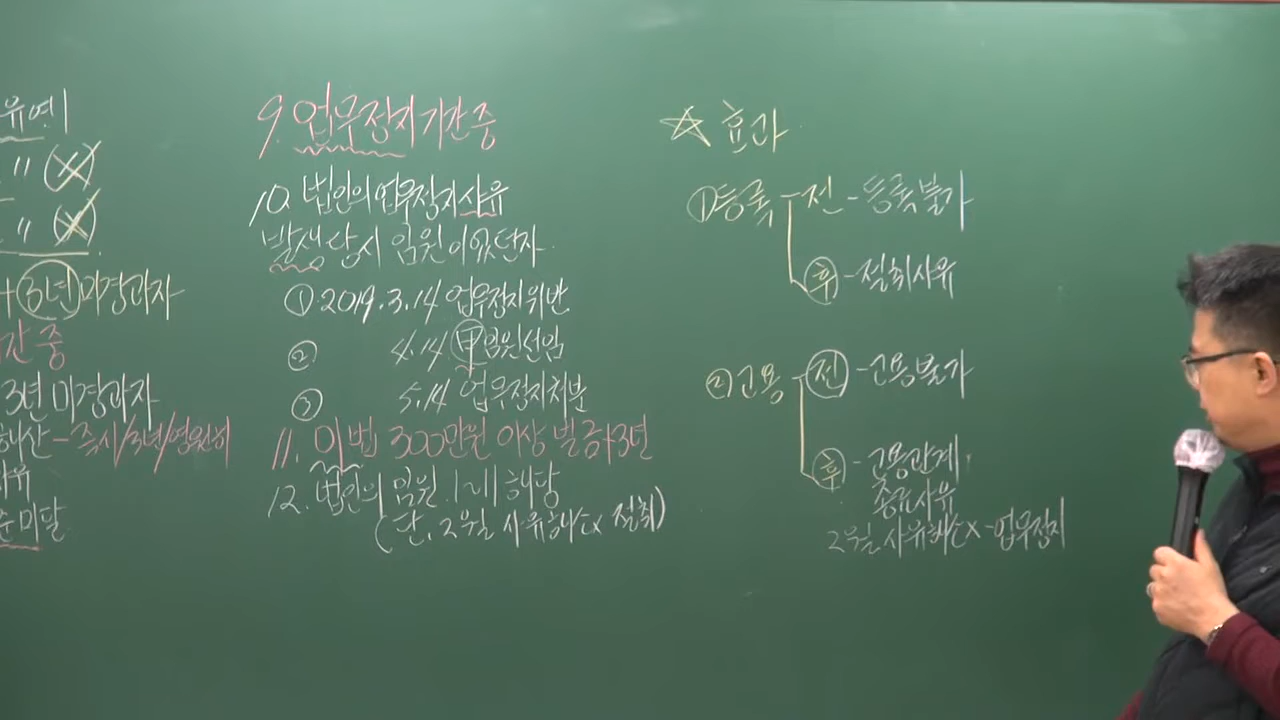 유예
〃 (X)
〃 (X)
+ 3년 미경과자
기간 중
3년 미경과자
해산 - 즉시/3년/영원히
사유
미달
9. 업무정지기간 중
10. 법인의 업무정지사유
발생 당시 임원이었던 자.
① 2019. 3. 14 업무정지위반
② 4. 14 甲임원선임
③ 5. 14 업무정지처분
11. 이 법 300만원 이상 벌금+3년
12. 법인의 임원 1~11 해당
(단, 2월 사유해소X 절취)
☆ 효과
① 등록 - 전 - 등록불가
후 - 절취사유
② 고용 - 전 - 고용불가
후 - 고용관계
종료사유
2월 사유해소X - 업무정지